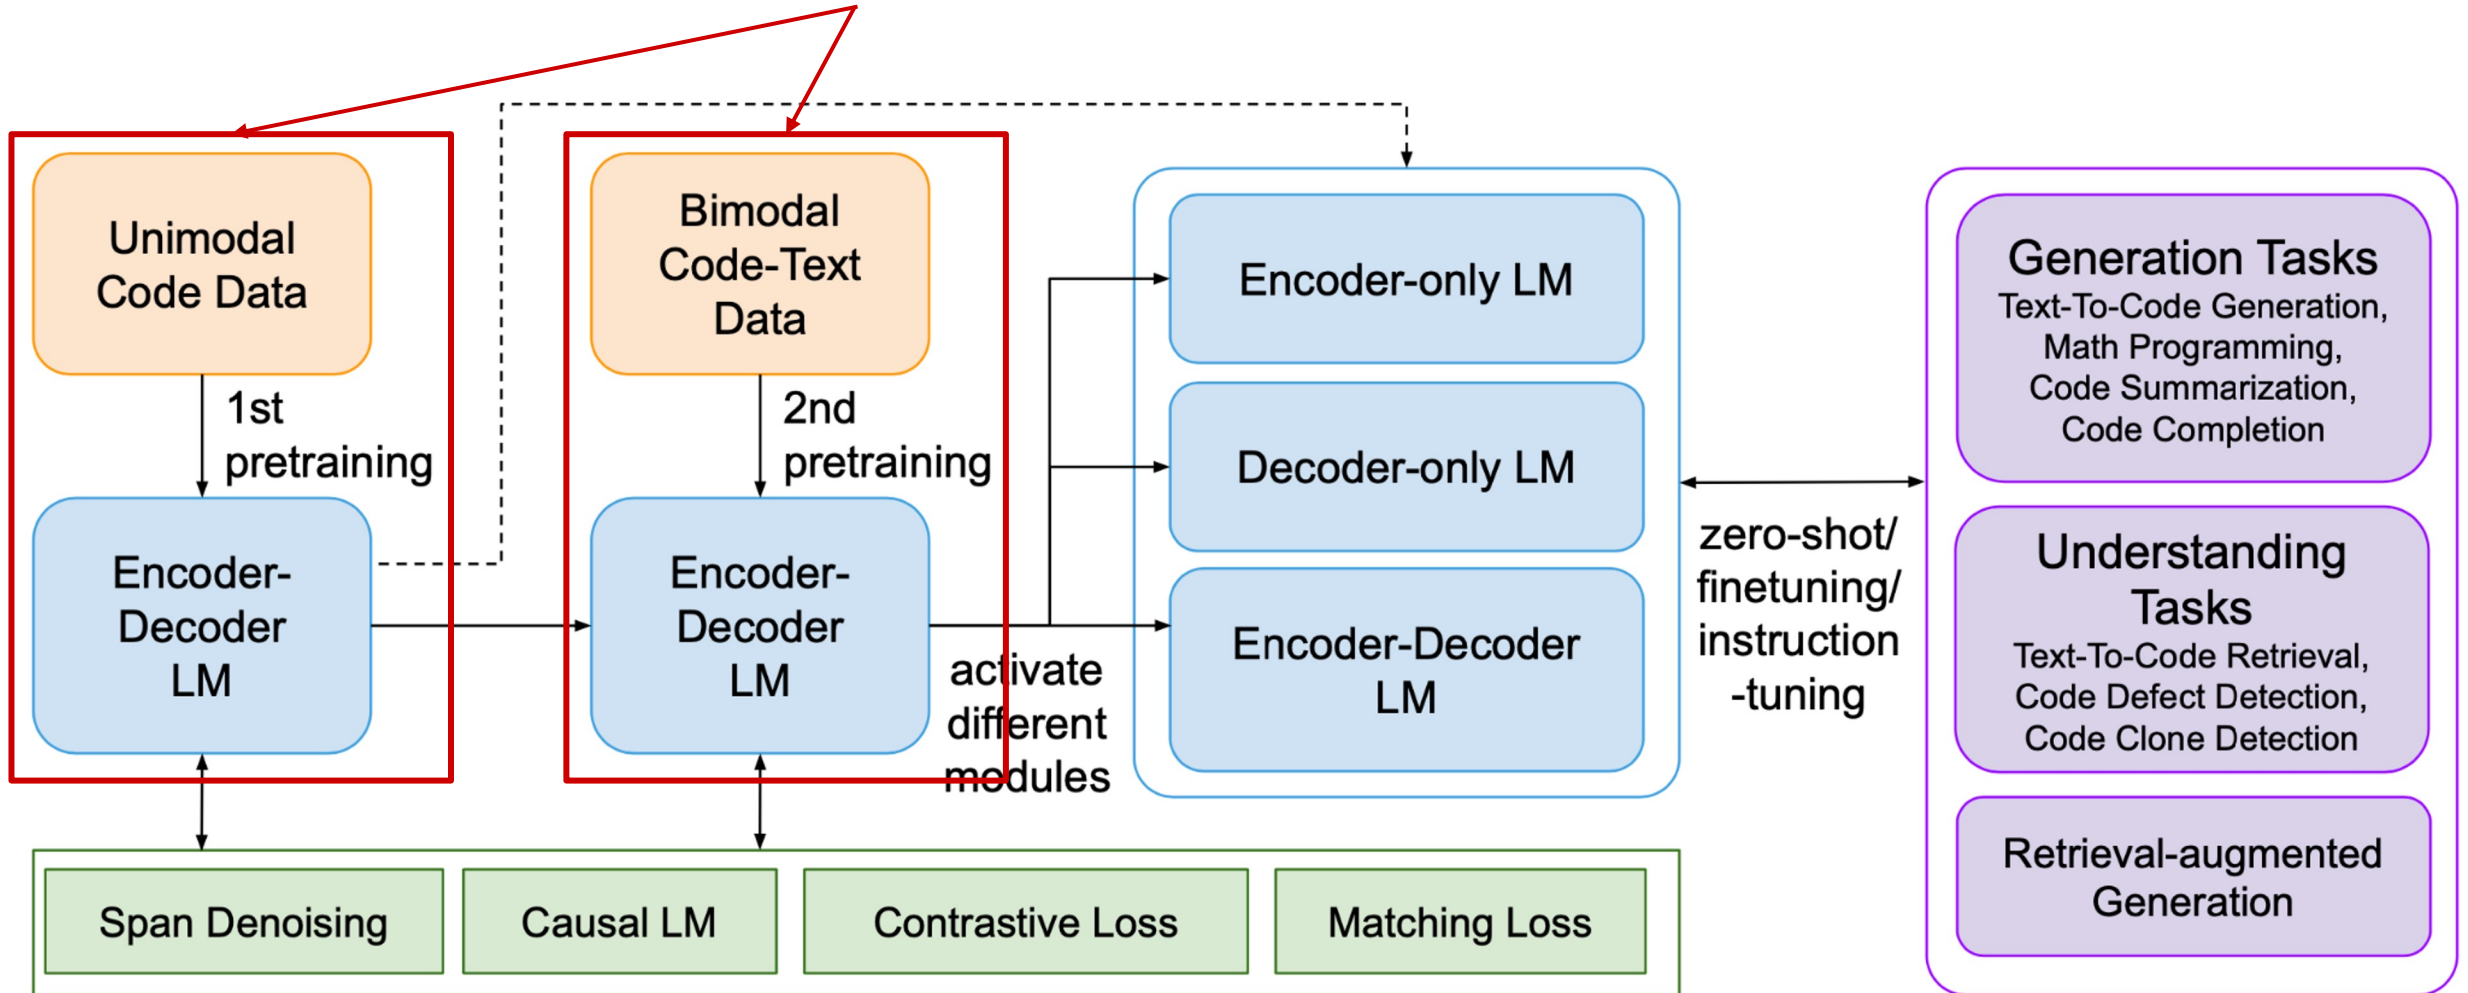 Unimodal
Code Data
1st
pretraining
Encoder-
Decoder
LM
Bimodal
Code-Text
Data
2nd
pretraining
Encoder-
Decoder
LM
activate
different
modules
Encoder-only LM
Decoder-only LM
Encoder-Decoder
LM
zero-shot/
finetuning/
instruction
-tuning
Generation Tasks
Text-To-Code Generation,
Math Programming,
Code Summarization,
Code Completion
Understanding
Tasks
Text-To-Code Retrieval,
Code Defect Detection,
Code Clone Detection
Retrieval-augmented
Generation
Span Denoising
Causal LM
Contrastive Loss
Matching Loss